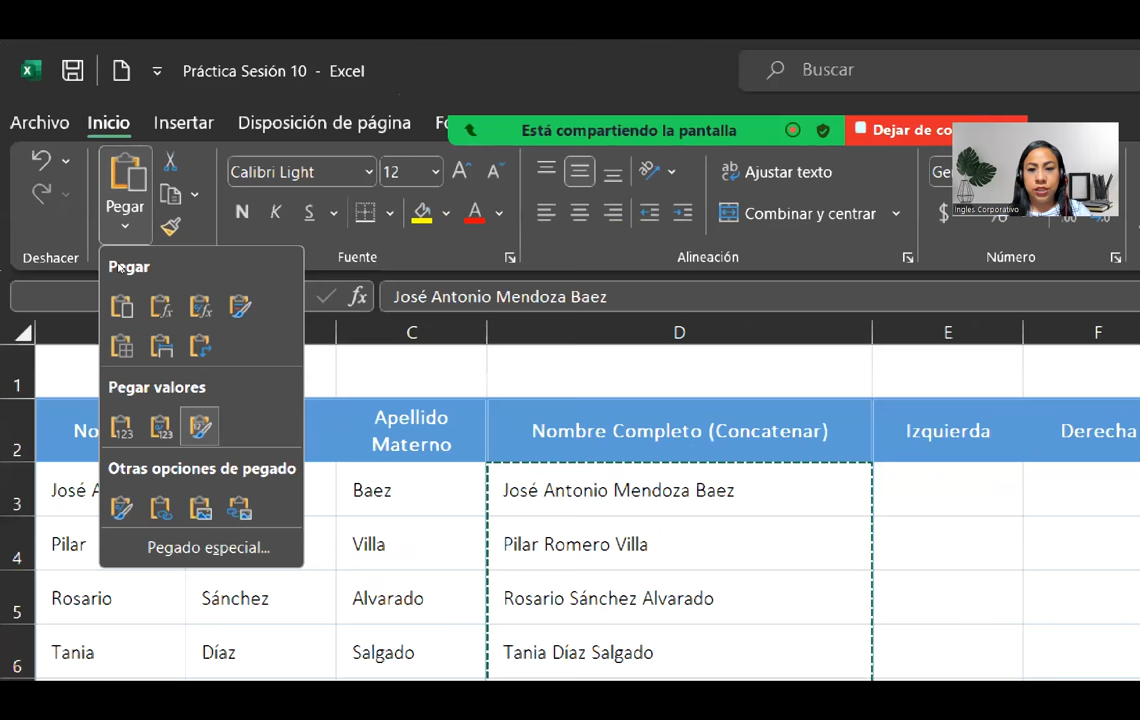 Práctica Sesión 10 - Excel
Buscar
Archivo Inicio Insertar Disposición de página
Está compartiendo la pantalla
Dejar de
Ingles Corporativo
Pegar
Calibri Light 12
Ajustar texto
N K S
Combinar y centrar
$
Deshacer Fuente Alineación Número
Pegar
fx José Antonio Mendoza Baez
C D E F
Pegar valores
Otras opciones de pegado
Pegado especial...
1
2 Apellido Materno Nombre Completo (Concatenar) Izquierda Derecha
3 José Baez José Antonio Mendoza Baez
4 Pilar Villa Pilar Romero Villa
5 Rosario Sánchez Alvarado Rosario Sánchez Alvarado
6 Tania Díaz Salgado Tania Díaz Salgado